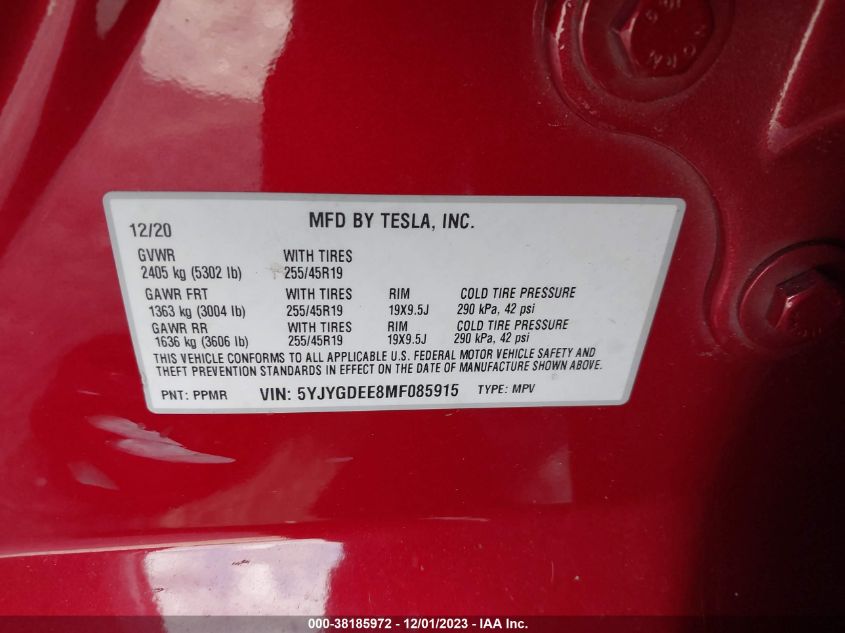 12/20 MFD BY TESLA, INC.
GVWR WITH TIRES
2405 kg (5302 lb) 255/45R19
GAWR FRT WITH TIRES RIM COLD TIRE PRESSURE
1363 kg (3004 lb) 255/45R19 19X9.5J 290 kPa, 42 psi
GAWR RR WITH TIRES RIM COLD TIRE PRESSURE
1636 kg (3606 lb) 255/45R19 19X9.5J 290 kPa, 42 psi
THIS VEHICLE CONFORMS TO ALL APPLICABLE U.S. FEDERAL MOTOR VEHICLE SAFETY AND
THEFT PREVENTION STANDARDS IN EFFECT ON THE DATE OF MANUFACTURE SHOWN ABOVE.
PNT: PPMR VIN: 5YJYGDEE8MF085915 TYPE: MPV
000-38185972 - 12/01/2023 - IAA Inc.